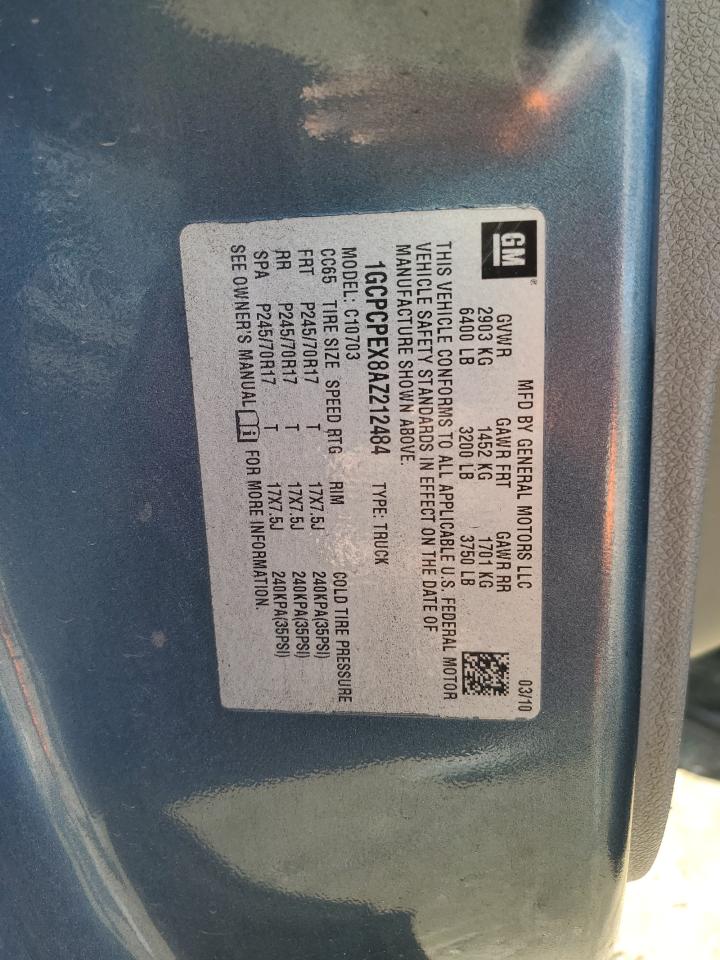 GM ®
MFD BY GENERAL MOTORS LLC 03/10
GVWR GAWR FRT GAWR RR
2903 KG 1452 KG 1701 KG
6400 LB 3200 LB 3750 LB
THIS VEHICLE CONFORMS TO ALL APPLICABLE U.S. FEDERAL MOTOR
VEHICLE SAFETY STANDARDS IN EFFECT ON THE DATE OF
MANUFACTURE SHOWN ABOVE.
1GCPCPEX8AZ212484 TYPE: TRUCK
MODEL: C10703
CC65 TIRE SIZE SPEED RTG RIM COLD TIRE PRESSURE
FRT P245/70R17 T 17X7.5J 240KPA(35PSI)
RR P245/70R17 T 17X7.5J 240KPA(35PSI)
SPA P245/70R17 T 17X7.5J 240KPA(35PSI)
SEE OWNER'S MANUAL i FOR MORE INFORMATION.